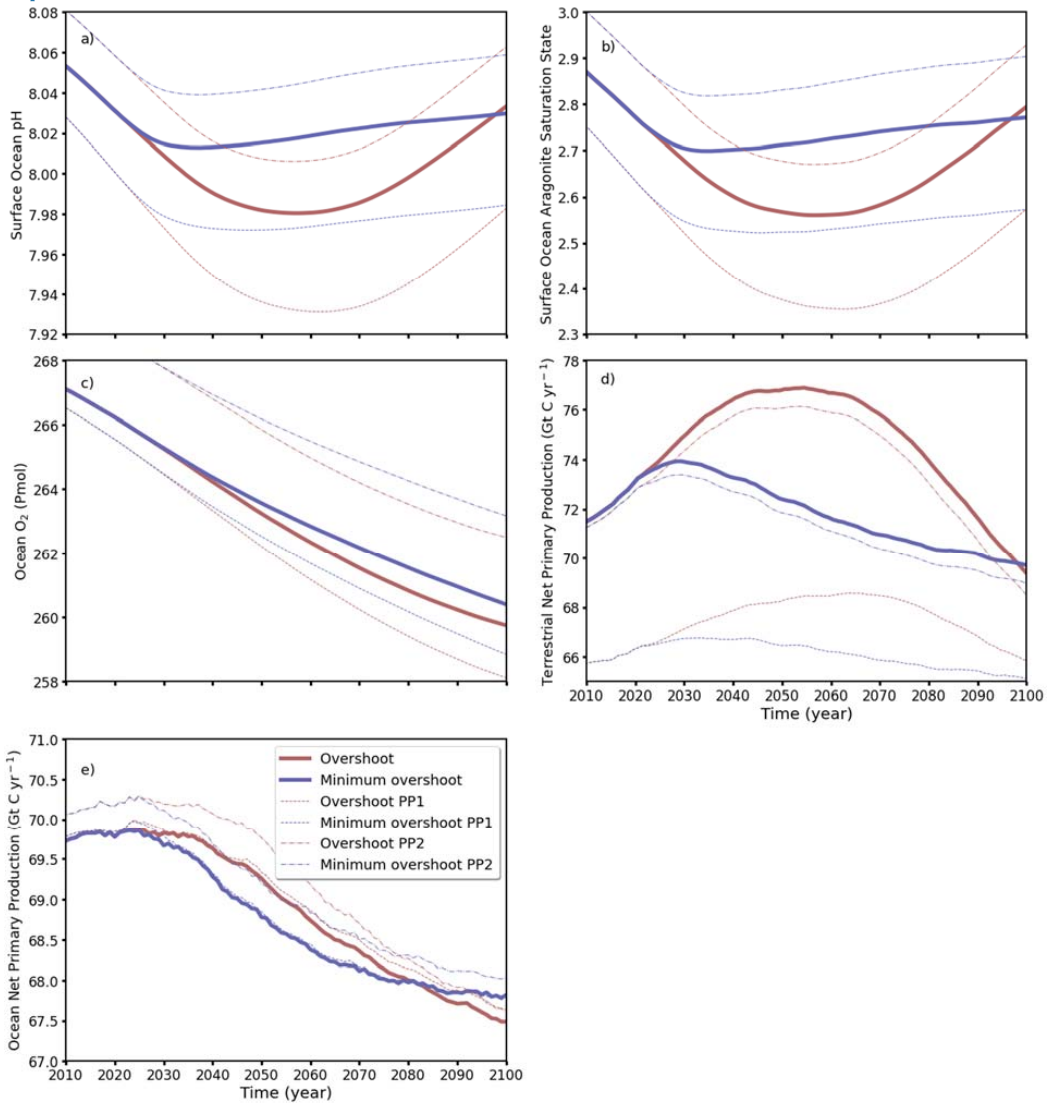 8.08
8.06
8.04
8.02
8.00
7.98
7.96
7.94
7.92
Surface Ocean pH
a)
3.0
2.9
2.8
2.7
2.6
2.5
2.4
2.3
Surface Ocean Aragonite Saturation State
b)
268
266
264
262
260
258
Ocean O₂ (Pmol)
c)
78
76
74
72
70
68
66
Terrestrial Net Primary Production (Gt C yr⁻¹)
d)
2010 2020 2030 2040 2050 2060 2070 2080 2090 2100
Time (year)
71.0
70.5
70.0
69.5
69.0
68.5
68.0
67.5
67.0
Ocean Net Primary Production (Gt C yr⁻¹)
e)
Overshoot
Minimum overshoot
Overshoot PP1
Minimum overshoot PP1
Overshoot PP2
Minimum overshoot PP2
2010 2020 2030 2040 2050 2060 2070 2080 2090 2100
Time (year)